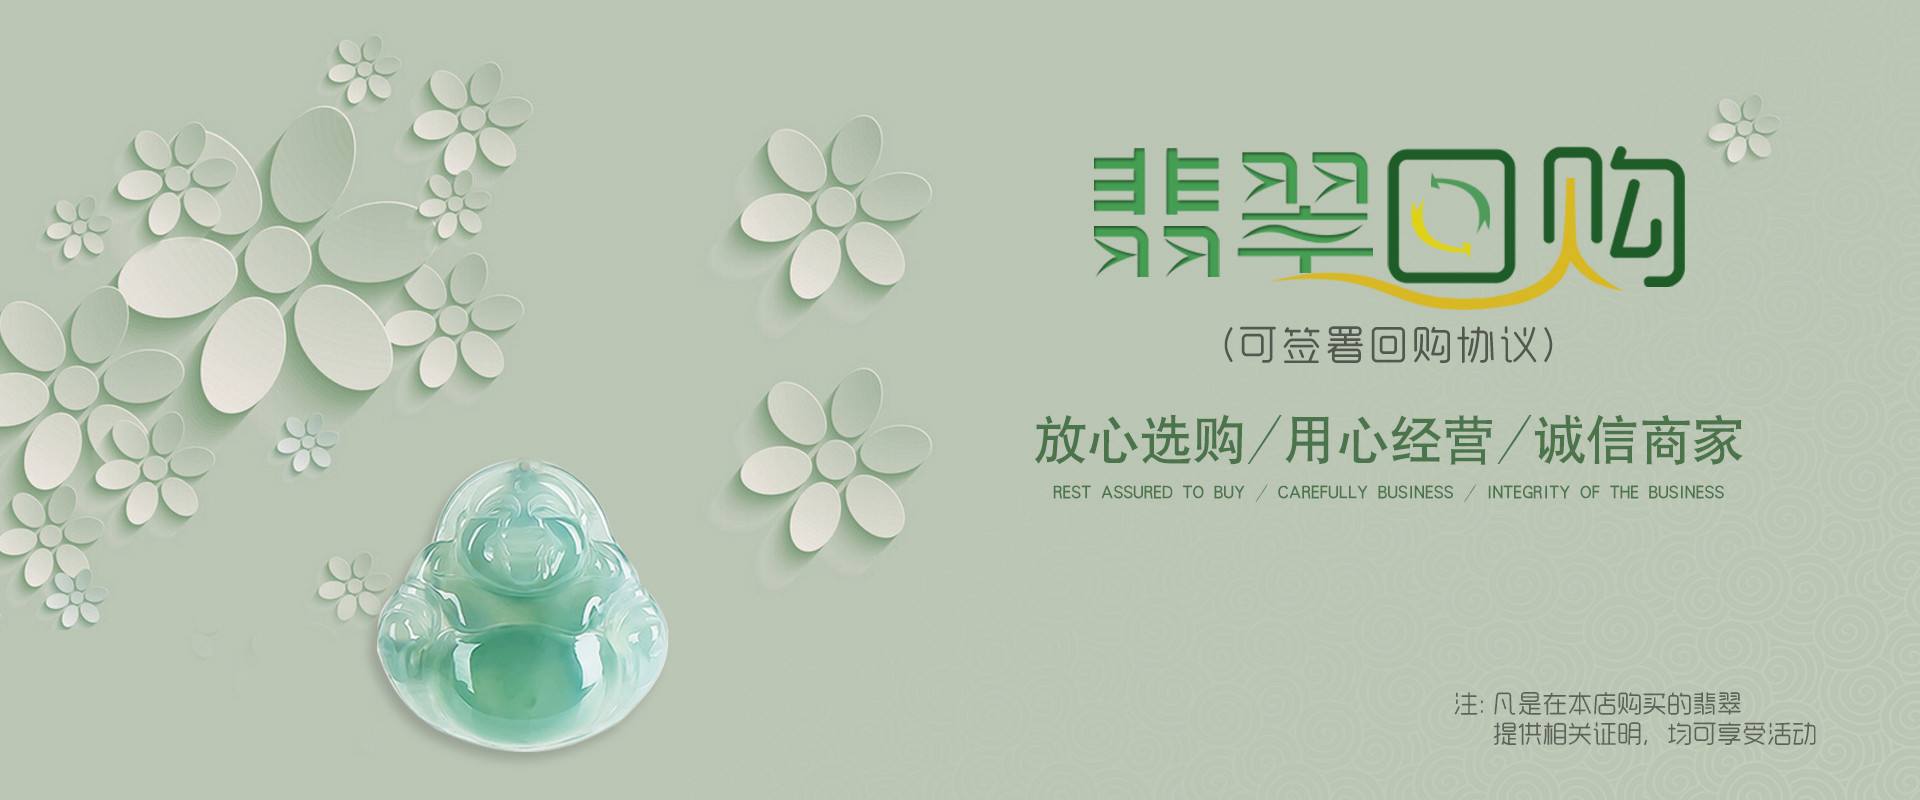 翡翠回购
(可签署回购协议)
放心选购/用心经营/诚信商家
REST ASSURED TO BUY / CAREFULLY BUSINESS / INTEGRITY OF THE BUSINESS
注: 凡是在本店购买的翡翠
提供相关证明, 均可享受活动